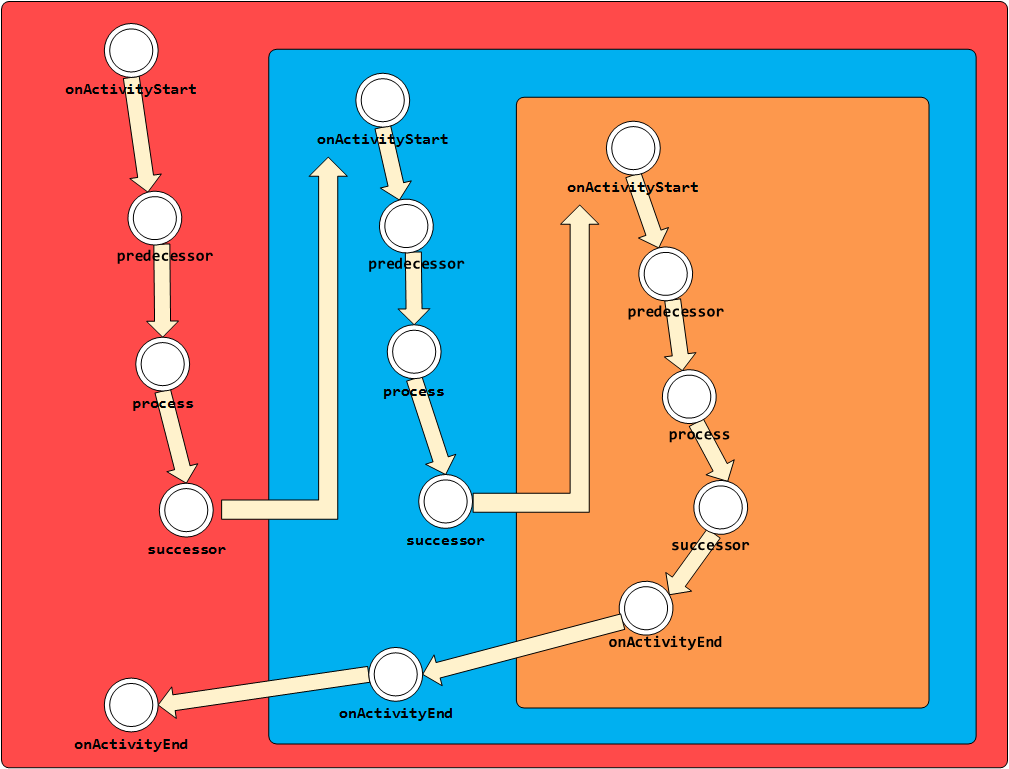 onActivityStart
predecessor
process
successor
onActivityEnd
onActivityStart
predecessor
process
successor
onActivityEnd
onActivityStart
predecessor
process
successor
onActivityEnd